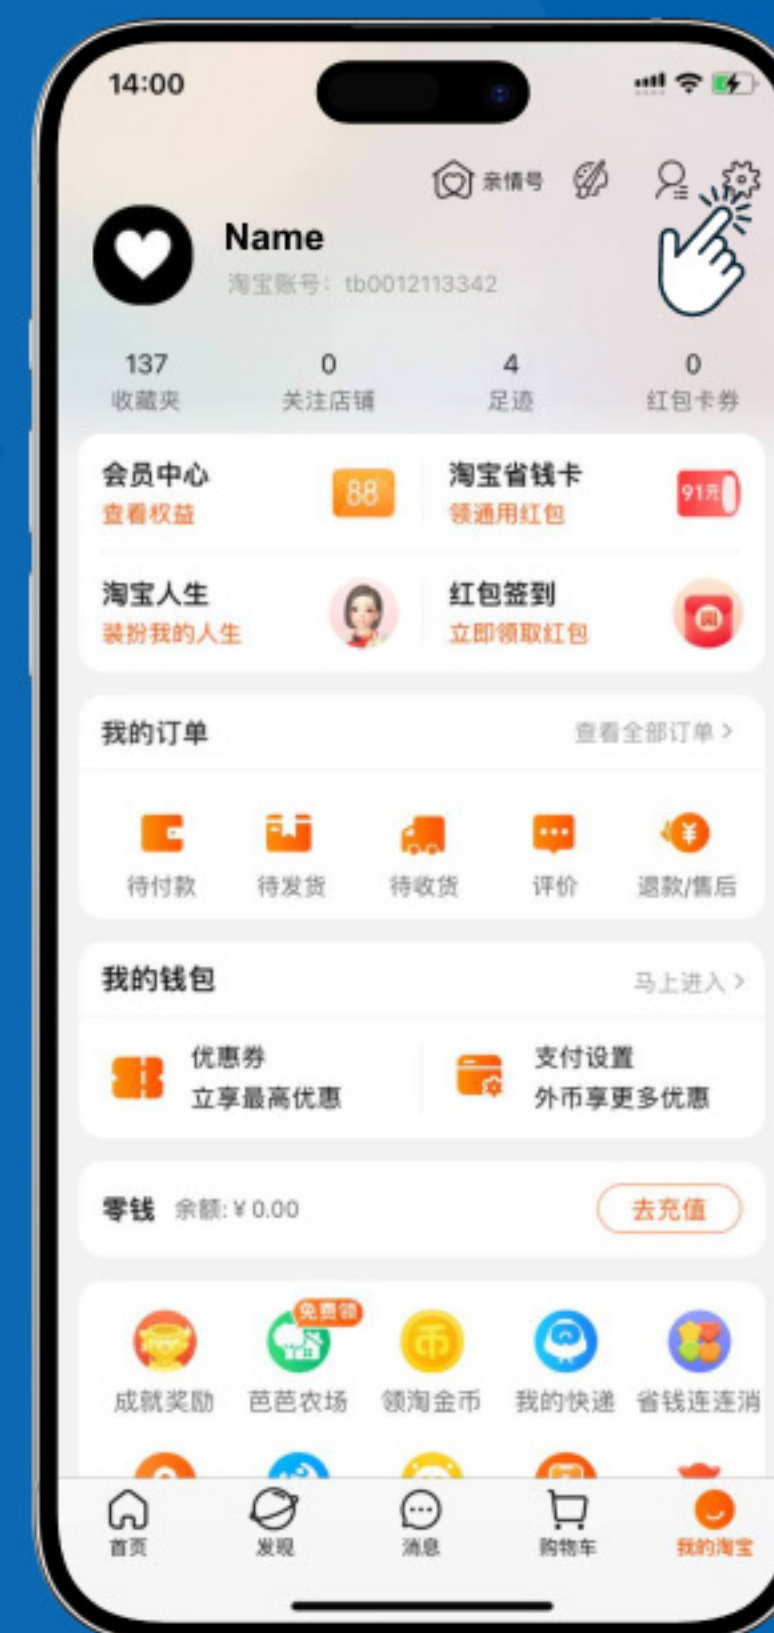 14:00
亲情号
Name
淘宝账号：tb0012113342
137 0 4 0
收藏夹 关注店铺 足迹 红包卡券
会员中心 88 淘宝省钱卡 91元
查看权益 领通用红包
淘宝人生 红包签到
装扮我的人生 立即领取红包 開
我的订单 查看全部订单 >
¥
待付款 待发货 待收货 评价 退款/售后
我的钱包 马上进入 >
优惠券 支付设置
立享最高优惠 外币享更多优惠
零钱 余额:¥0.00 去充值
免费领
币
成就奖励 芭芭农场 领淘金币 我的快递 省钱连连消
首页 发现 消息 购物车 我的淘宝